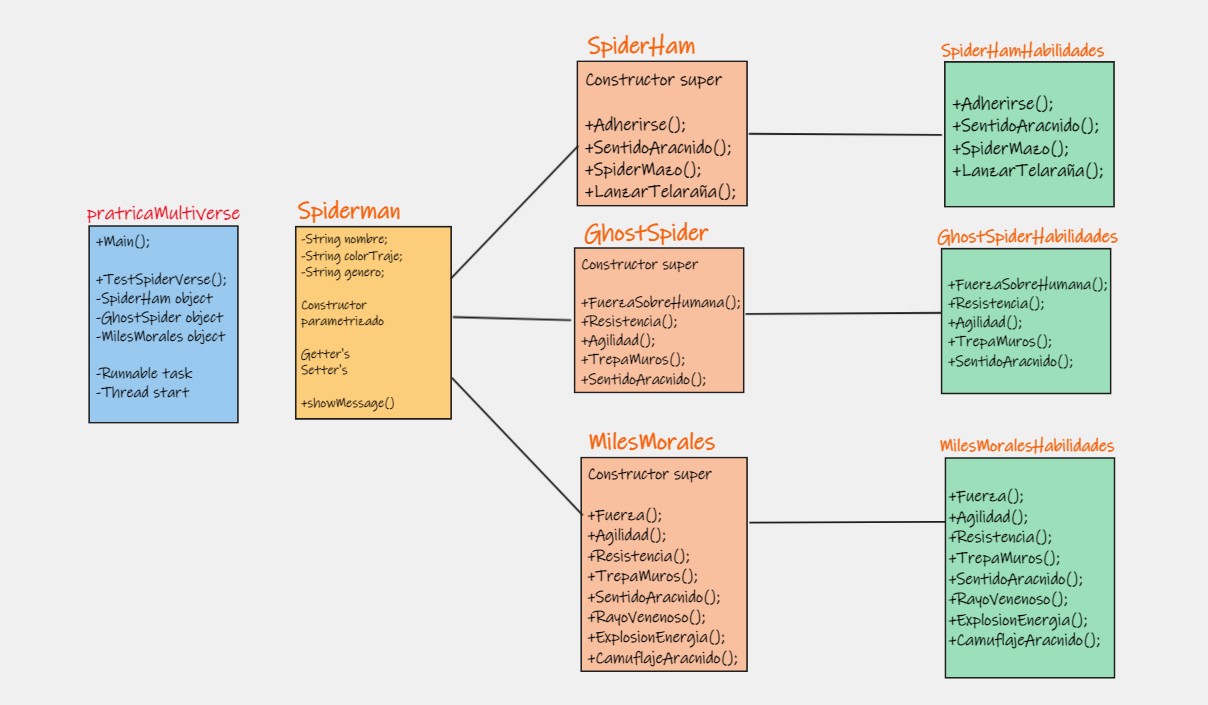 pratricaMultiverse
+Main();
+TestSpiderVerse();
-SpiderHam object
-GhostSpider object
-MilesMorales object
-Runnable task
-Thread start
Spiderman
-String nombre;
-String colorTraje;
-String genero;
Constructor
parametrizado
Getter's
Setter's
+showMessage()
SpiderHam
Constructor super
+Adherirse();
+SentidoAracnido();
+SpiderMazo();
+LanzarTelaraña();
SpiderHamHabilidades
+Adherirse();
+SentidoAracnido();
+SpiderMazo();
+LanzarTelaraña();
GhostSpider
Constructor super
+FuerzaSobreHumana();
+Resistencia();
+Agilidad();
+TrepaMuros();
+SentidoAracnido();
GhostSpiderHabilidades
+FuerzaSobreHumana();
+Resistencia();
+Agilidad();
+TrepaMuros();
+SentidoAracnido();
MilesMorales
Constructor super
+Fuerza();
+Agilidad();
+Resistencia();
+TrepaMuros();
+SentidoAracnido();
+RayoVenenoso();
+ExplosionEnergia();
+CamuflajeAracnido();
MilesMoralesHabilidades
+Fuerza();
+Agilidad();
+Resistencia();
+TrepaMuros();
+SentidoAracnido();
+RayoVenenoso();
+ExplosionEnergia();
+CamuflajeAracnido();